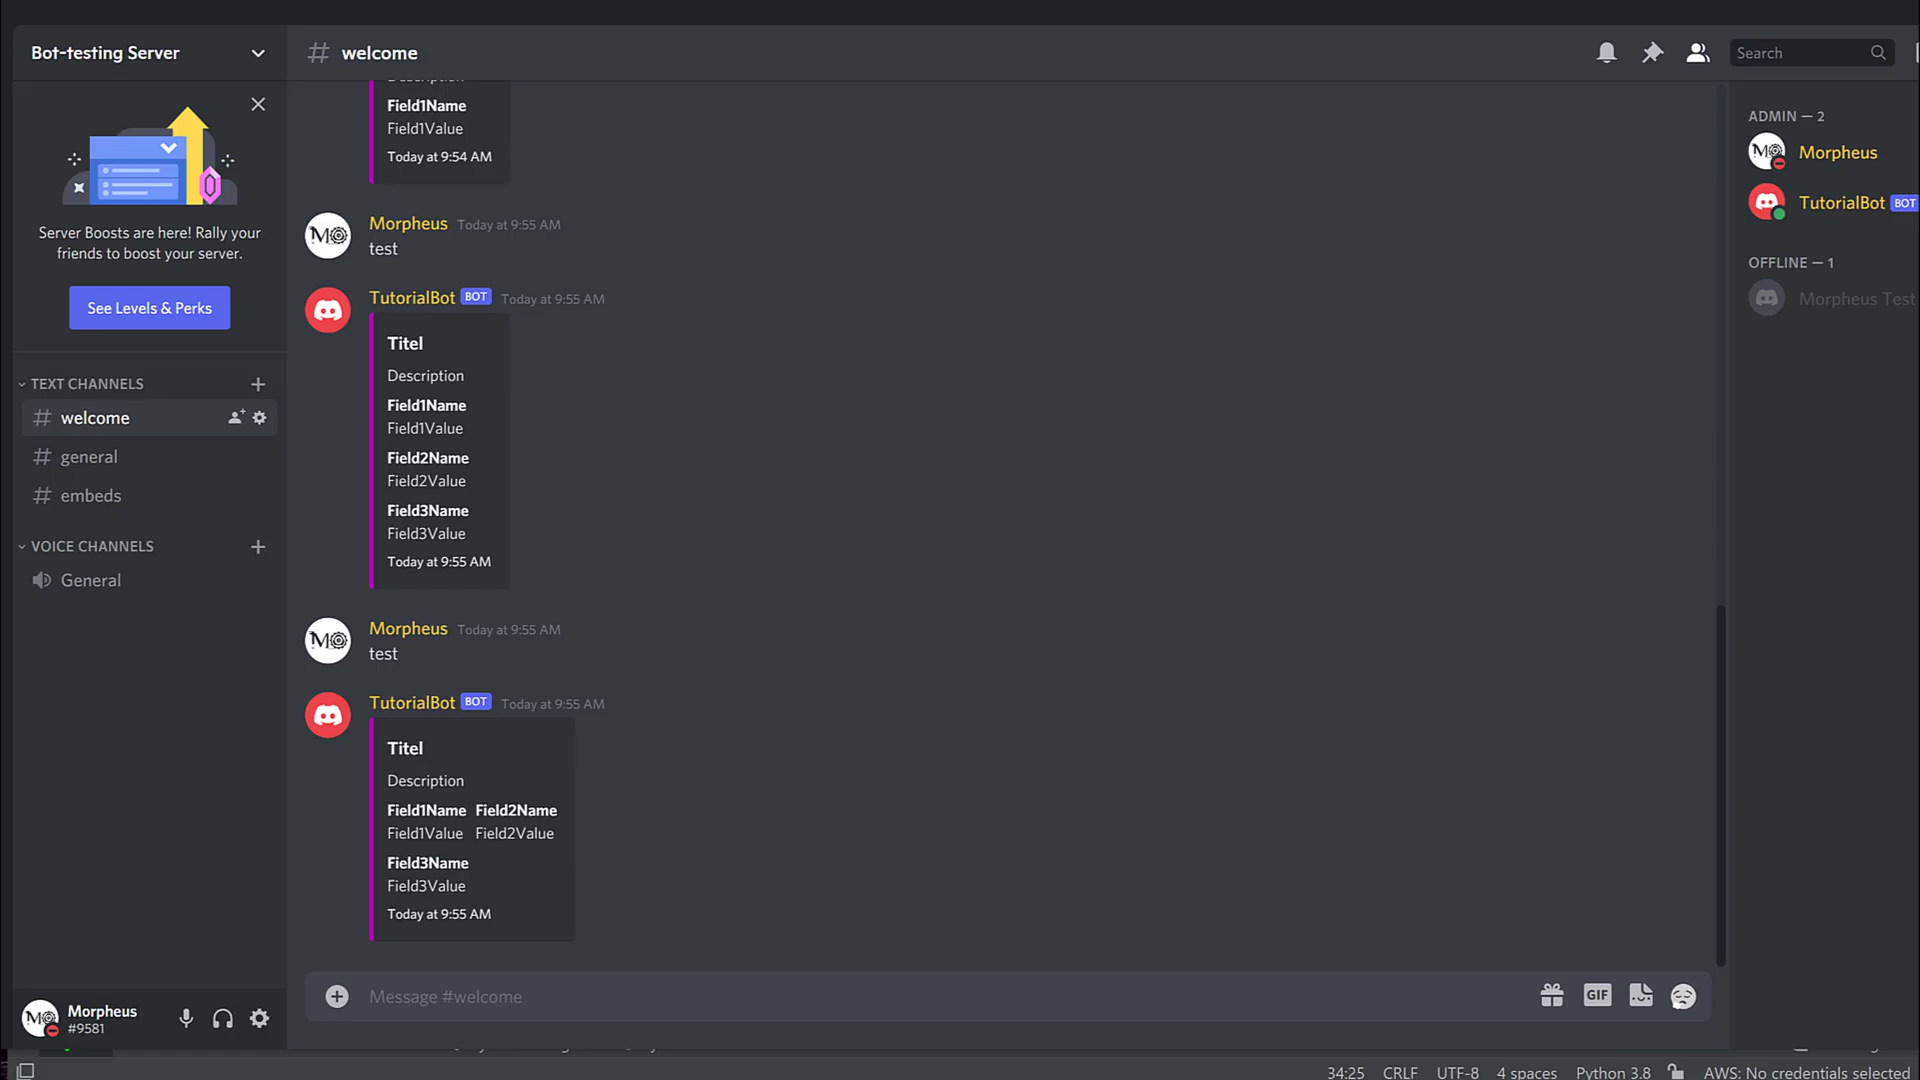 Bot-testing Server
# welcome
Search
Server Boosts are here! Rally your
friends to boost your server.
See Levels & Perks
TEXT CHANNELS
# welcome
# general
# embeds
VOICE CHANNELS
General
Description
Field1Name
Field1Value
Today at 9:54 AM
Morpheus Today at 9:55 AM
test
TutorialBot BOT Today at 9:55 AM
Titel
Description
Field1Name
Field1Value
Field2Name
Field2Value
Field3Name
Field3Value
Today at 9:55 AM
Morpheus Today at 9:55 AM
test
TutorialBot BOT Today at 9:55 AM
Titel
Description
Field1Name Field2Name
Field1Value Field2Value
Field3Name
Field3Value
Today at 9:55 AM
Message #welcome
GIF
ADMIN — 2
Morpheus
TutorialBot BOT
OFFLINE — 1
Morpheus Test
Morpheus
#9581
34:25 CRLF UTF-8 4 spaces Python 3.8 AWS: No credentials selected